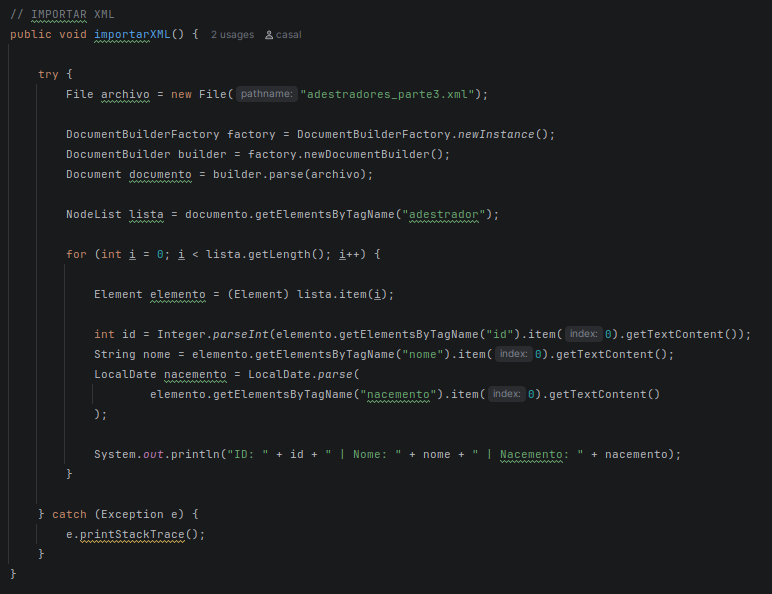 // IMPORTAR XML
public void importarXML() { 2 usages casal
try {
File archivo = new File( pathname: "adestradores_parte3.xml");
DocumentBuilderFactory factory = DocumentBuilderFactory.newInstance();
DocumentBuilder builder = factory.newDocumentBuilder();
Document documento = builder.parse(archivo);
NodeList lista = documento.getElementsByTagName("adestrador");
for (int i = 0; i < lista.getLength(); i++) {
Element elemento = (Element) lista.item(i);
int id = Integer.parseInt(elemento.getElementsByTagName("id").item( index: 0).getTextContent());
String nome = elemento.getElementsByTagName("nome").item( index: 0).getTextContent();
LocalDate nacemento = LocalDate.parse(
elemento.getElementsByTagName("nacemento").item( index: 0).getTextContent()
);
System.out.println("ID: " + id + " | Nome: " + nome + " | Nacemento: " + nacemento);
}
} catch (Exception e) {
e.printStackTrace();
}
}